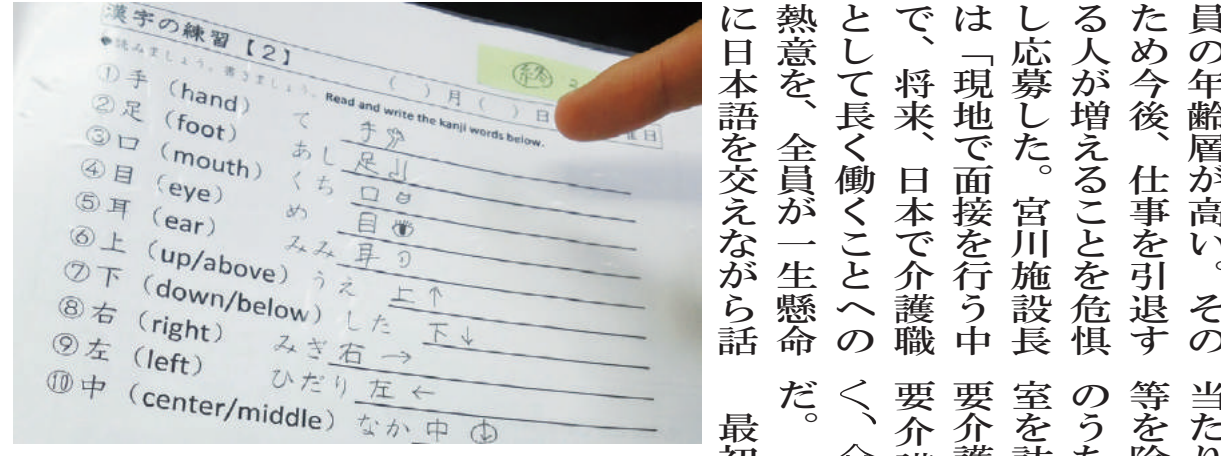 漢字の練習【2】
◆読みましょう。書きましょう。Read and write the kanji words below.
( )月( )日
曜日
終
①手 (hand) て 手
②足 (foot) あし 足
③口 (mouth) くち 口
④目 (eye) め 目
⑤耳 (ear) みみ 耳
⑥上 (up/above) うえ 上↑
⑦下 (down/below) した 下↓
⑧右 (right) みぎ 右→
⑨左 (left) ひだり 左←
⑩中 (center/middle) なか 中
員の年齢層が高い。その
ため今後、仕事を引退す
る人が増えることを危惧
し応募した。宮川施設長
は「現地で面接を行う中
で、将来、日本で介護職
として長く働くことへの
熱意を、全員が一生懸命
に日本語を交えながら話
当たり
等を除
のうち
室を
要介護
要介護
く、
だ。
最初